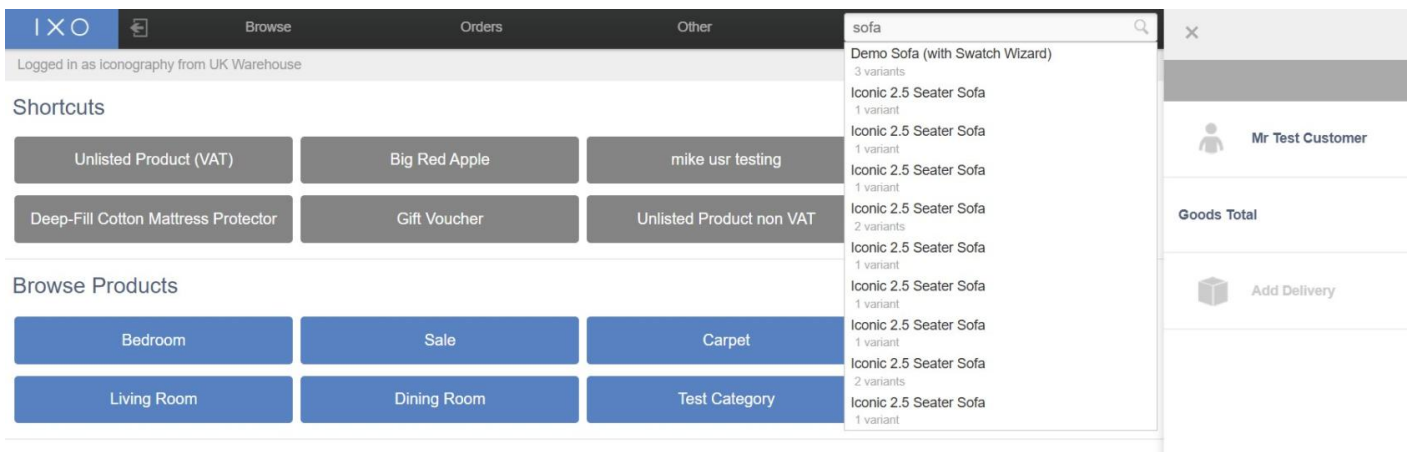 IXO
Browse
Orders
Other
sofa
Logged in as iconography from UK Warehouse
Shortcuts
Unlisted Product (VAT)
Big Red Apple
mike usr testing
Deep-Fill Cotton Mattress Protector
Gift Voucher
Unlisted Product non VAT
Browse Products
Bedroom
Sale
Carpet
Living Room
Dining Room
Test Category
Demo Sofa (with Swatch Wizard)
3 variants
Iconic 2.5 Seater Sofa
1 variant
Iconic 2.5 Seater Sofa
1 variant
Iconic 2.5 Seater Sofa
1 variant
Iconic 2.5 Seater Sofa
2 variants
Iconic 2.5 Seater Sofa
1 variant
Iconic 2.5 Seater Sofa
1 variant
Iconic 2.5 Seater Sofa
1 variant
Iconic 2.5 Seater Sofa
2 variants
Iconic 2.5 Seater Sofa
1 variant
Mr Test Customer
Goods Total
Add Delivery